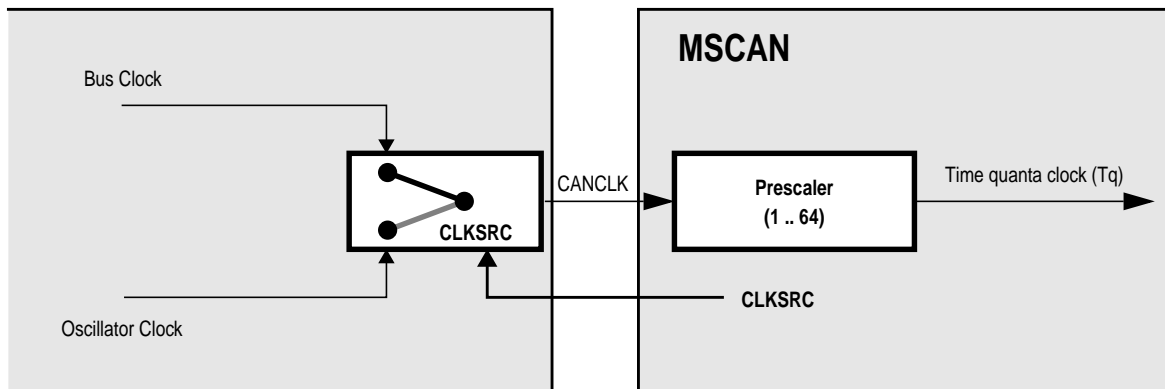 MSCAN
Bus Clock
CANCLK
Prescaler
(1 .. 64)
Time quanta clock (Tq)
CLKSRC
CLKSRC
Oscillator Clock